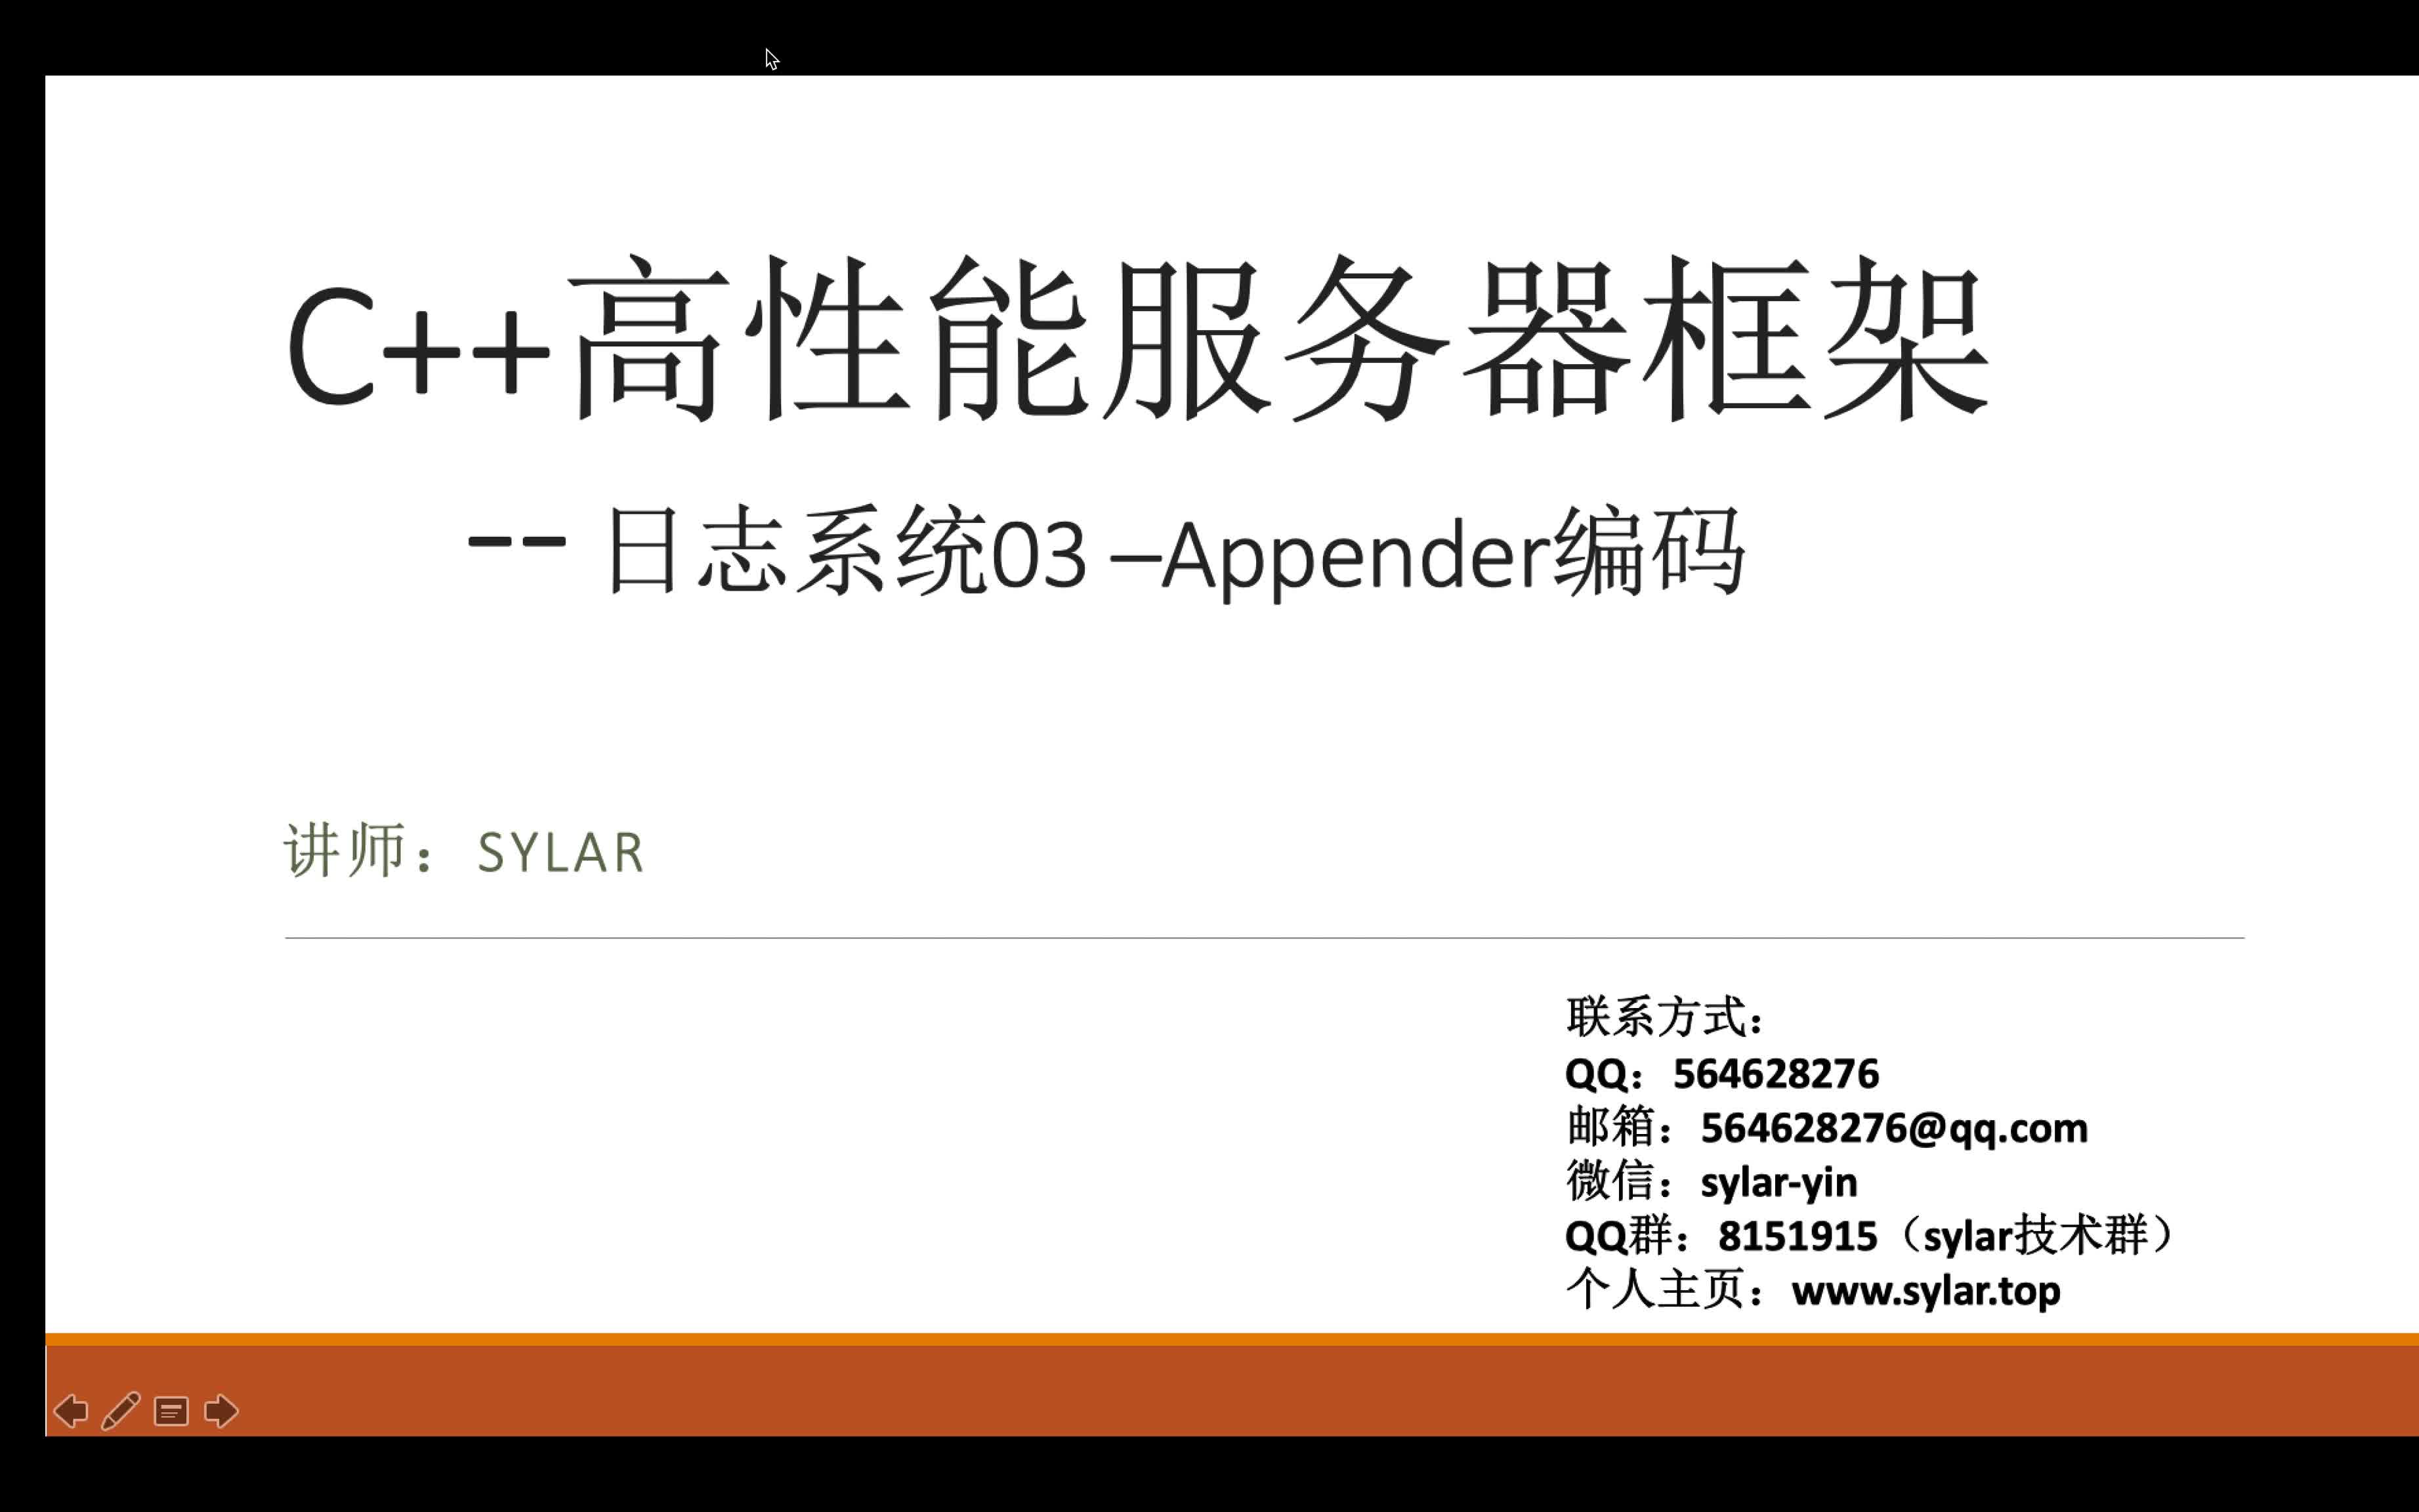 C++高性能服务器框架
-- 日志系统03 –Appender编码
讲师： SYLAR
联系方式：
QQ：564628276
邮箱：564628276@qq.com
微信：sylar-yin
QQ群：8151915（sylar技术群）
个人主页：www.sylar.top